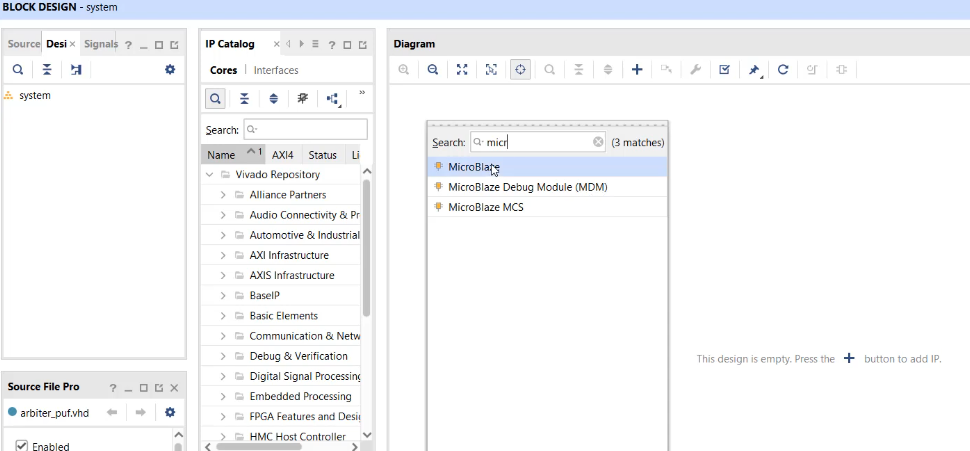 BLOCK DESIGN - system
Source Desi × Signals ?
system
Source File Pro ?
arbiter_puf.vhd
Enabled
IP Catalog × ?
Cores | Interfaces
Search:
Name 1 AXI4 Status Li
Vivado Repository
Alliance Partners
Audio Connectivity & Pr
Automotive & Industrial
AXI Infrastructure
AXIS Infrastructure
BaseIP
Basic Elements
Communication & Netw
Debug & Verification
Digital Signal Processing
Embedded Processing
FPGA Features and Desi
HMC Host Controller
Diagram
Search: micr (3 matches)
MicroBlaze
MicroBlaze Debug Module (MDM)
MicroBlaze MCS
This design is empty. Press the + button to add IP.